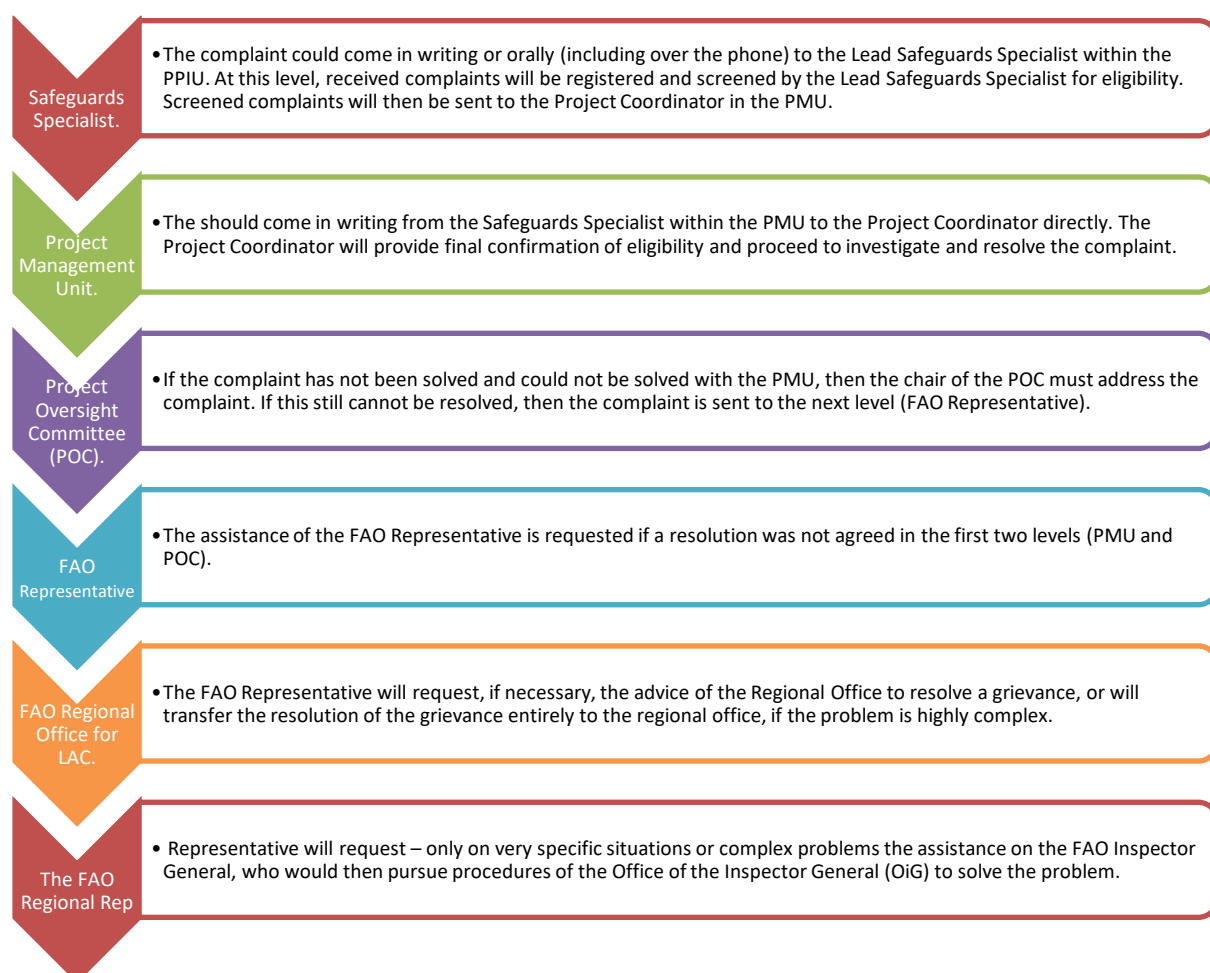 Safeguards
Specialist.
•The complaint could come in writing or orally (including over the phone) to the Lead Safeguards Specialist within the
PPIU. At this level, received complaints will be registered and screened by the Lead Safeguards Specialist for eligibility.
Screened complaints will then be sent to the Project Coordinator in the PMU.
Project
Management
Unit.
•The should come in writing from the Safeguards Specialist within the PMU to the Project Coordinator directly. The
Project Coordinator will provide final confirmation of eligibility and proceed to investigate and resolve the complaint.
Project
Oversight
Committee
(POC).
•If the complaint has not been solved and could not be solved with the PMU, then the chair of the POC must address the
complaint. If this still cannot be resolved, then the complaint is sent to the next level (FAO Representative).
FAO
Representative
•The assistance of the FAO Representative is requested if a resolution was not agreed in the first two levels (PMU and
POC).
FAO Regional
Office for
LAC.
•The FAO Representative will request, if necessary, the advice of the Regional Office to resolve a grievance, or will
transfer the resolution of the grievance entirely to the regional office, if the problem is highly complex.
The FAO
Regional Rep
• Representative will request – only on very specific situations or complex problems the assistance on the FAO Inspector
General, who would then pursue procedures of the Office of the Inspector General (OiG) to solve the problem.